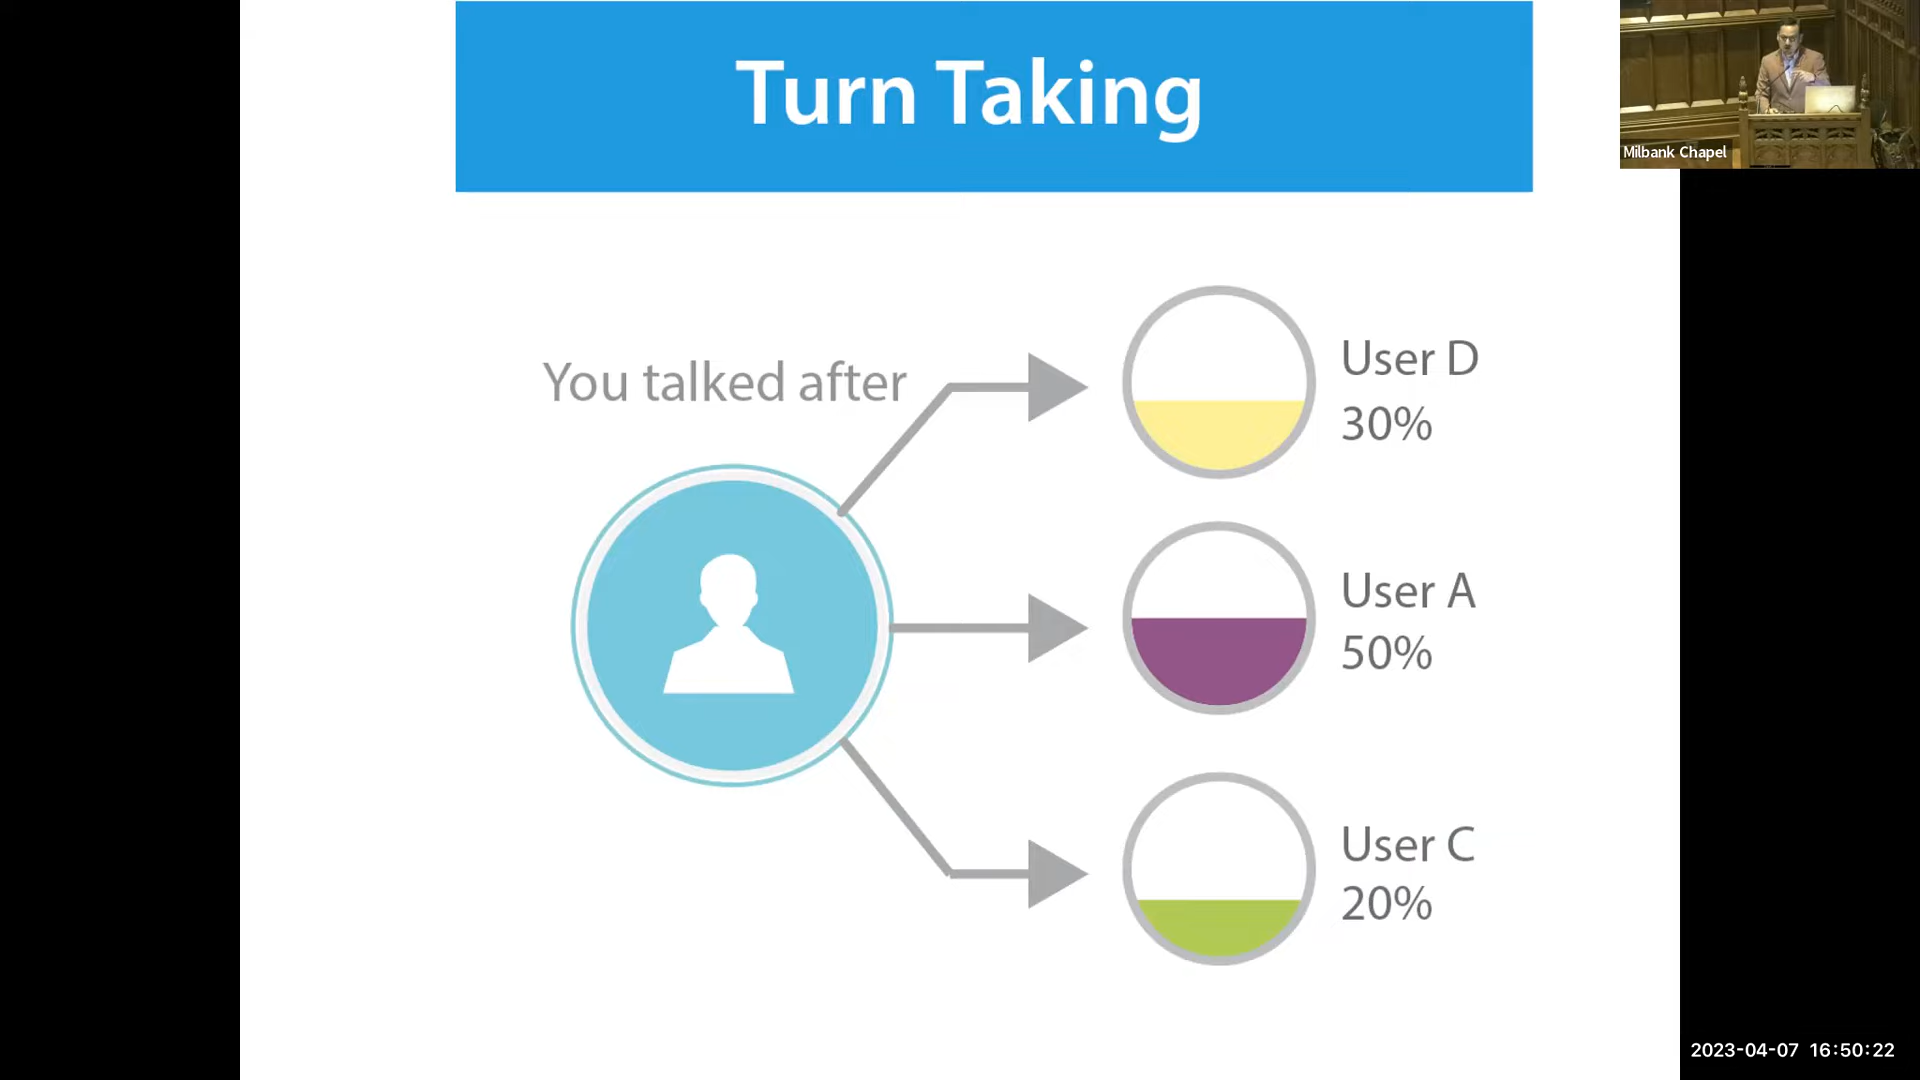 Turn Taking
Milbank Chapel
You talked after
User D
30%
User A
50%
User C
20%
2023-04-07 16:50:22